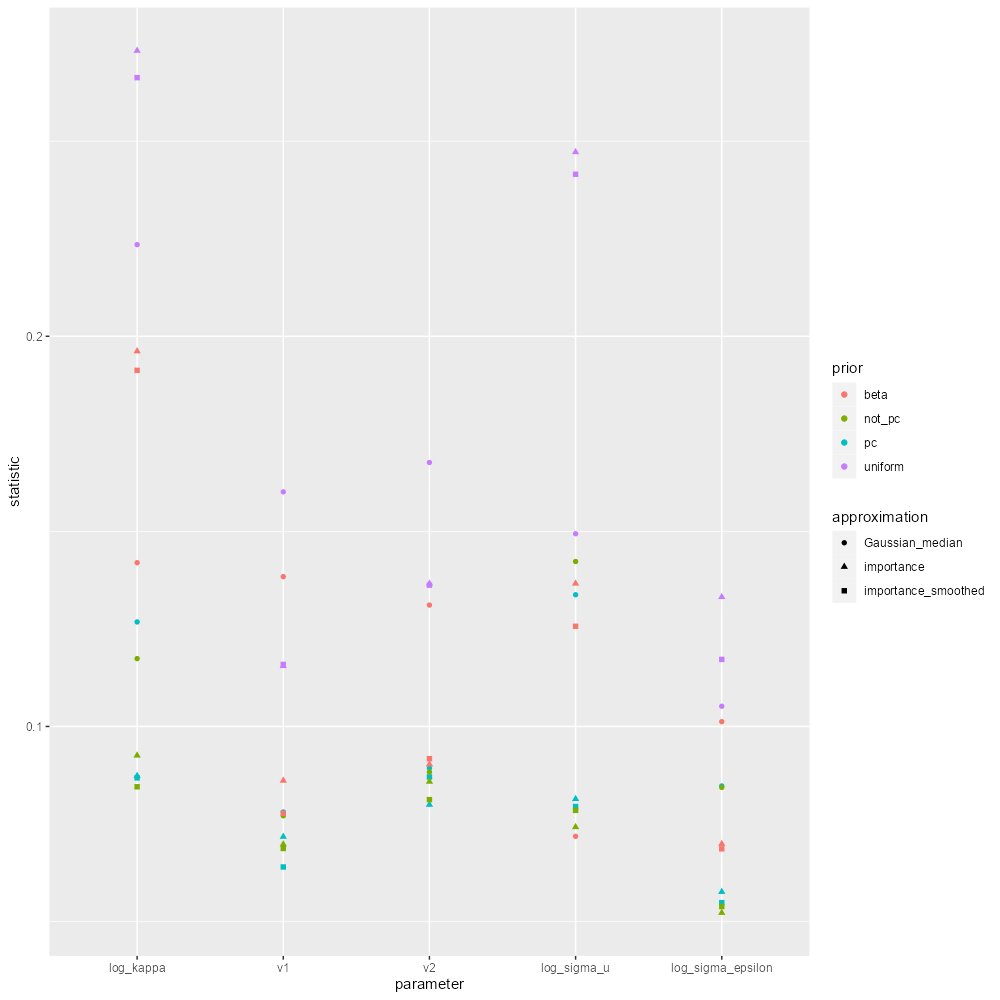 statistic
0.2
0.1
log_kappa
v1
v2
log_sigma_u
log_sigma_epsilon
parameter
prior
beta
not_pc
pc
uniform
approximation
Gaussian_median
importance
importance_smoothed